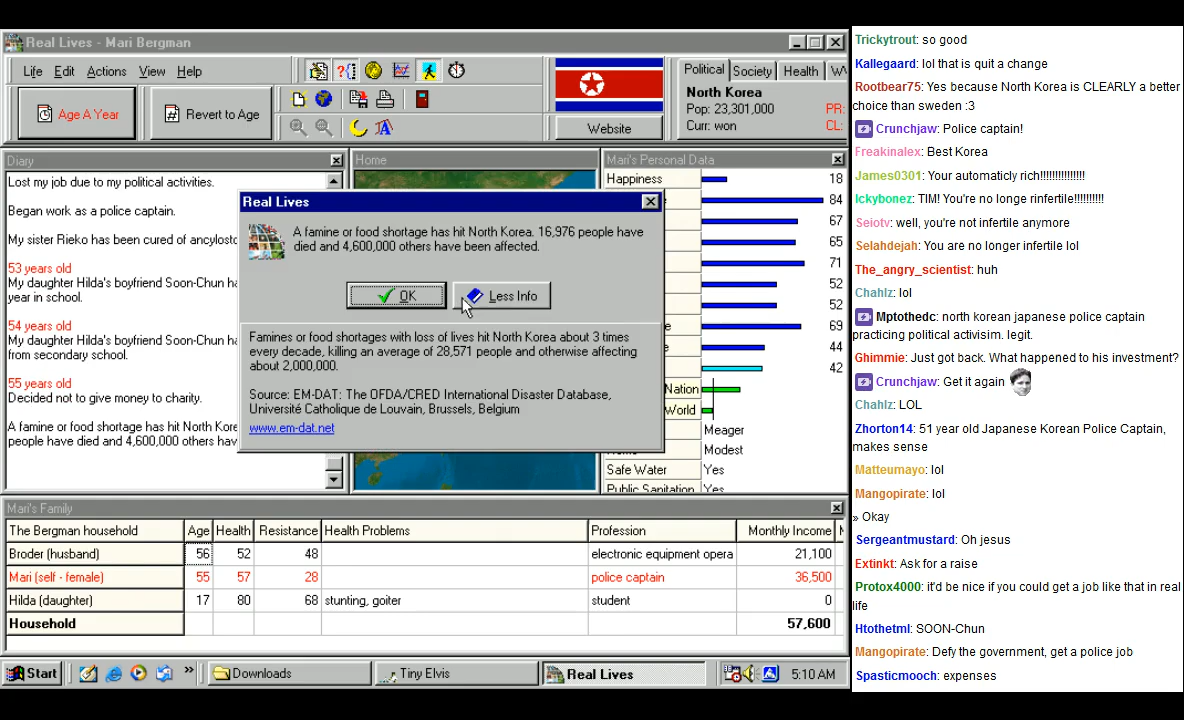 Real Lives - Mari Bergman
Life Edit Actions View Help
Age A Year
Revert to Age
Website
Political Society Health
North Korea
Pop: 23,301,000 PR:
Curr: won CL:
Diary
Lost my job due to my political activities.
Began work as a police captain.
My sister Rieko has been cured of ancylosto
53 years old
My daughter Hilda's boyfriend Soon-Chun ha
year in school.
54 years old
My daughter Hilda's boyfriend Soon-Chun ha
from secondary school.
55 years old
Decided not to give money to charity.
A famine or food shortage has hit North Kore
people have died and 4,600,000 others have
Home
Real Lives
A famine or food shortage has hit North Korea. 16,976 people have
died and 4,600,000 others have been affected.
OK
Less Info
Famines or food shortages with loss of lives hit North Korea about 3 times
every decade, killing an average of 28,571 people and otherwise affecting
about 2,000,000.
Source: EM-DAT: The OFDA/CRED International Disaster Database,
Université Catholique de Louvain, Brussels, Belgium
www.em-dat.net
Mari's Personal Data
Happiness 18
84
67
65
71
52
52
69
44
42
Nation
World
Meager
Modest
Safe Water Yes
Public Sanitation Yes
Mari's Family
The Bergman household Age Health Resistance Health Problems Profession Monthly Income
Broder (husband) 56 52 48 electronic equipment opera 21,100
Mari (self - female) 55 57 28 police captain 36,500
Hilda (daughter) 17 80 68 stunting, goiter student 0
Household 57,600
Start » Downloads Tiny Elvis Real Lives 5:10 AM
Trickytrout: so good
Kallegaard: lol that is quit a change
Rootbear75: Yes because North Korea is CLEARLY a better
choice than sweden :3
Crunchjaw: Police captain!
Freakinalex: Best Korea
James0301: Your automaticly rich!!!!!!!!!!!!!!!!
Ickybonez: TIM! You're no longe rinfertile!!!!!!!!!!
Seiotv: well, you're not infertile anymore
Selahdejah: You are no longer infertile lol
The_angry_scientist: huh
Chahlz: lol
Mptothedc: north korean japanese police captain
practicing political activisim. legit.
Ghimmie: Just got back. What happened to his investment?
Crunchjaw: Get it again
Chahlz: LOL
Zhorton14: 51 year old Japanese Korean Police Captain,
makes sense
Matteumayo: lol
Mangopirate: lol
» Okay
Sergeantmustard: Oh jesus
Extinkt: Ask for a raise
Protox4000: it'd be nice if you could get a job like that in real
life
Htothetml: SOON-Chun
Mangopirate: Defy the government, get a police job
Spasticmooch: expenses